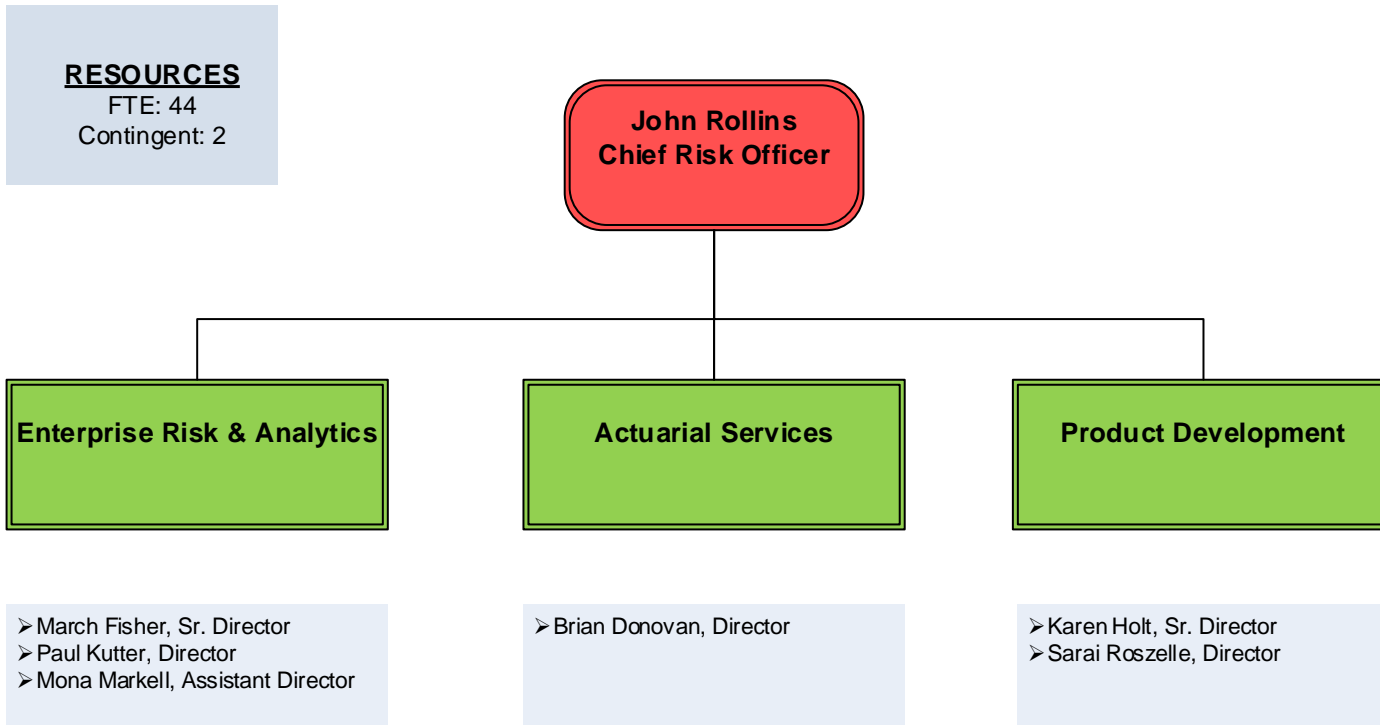 RESOURCES
FTE: 44
Contingent: 2
John Rollins
Chief Risk Officer
Enterprise Risk & Analytics
Actuarial Services
Product Development
➢March Fisher, Sr. Director
➢Paul Kutter, Director
➢Mona Markell, Assistant Director
➢Brian Donovan, Director
➢Karen Holt, Sr. Director
➢Sarai Roszelle, Director